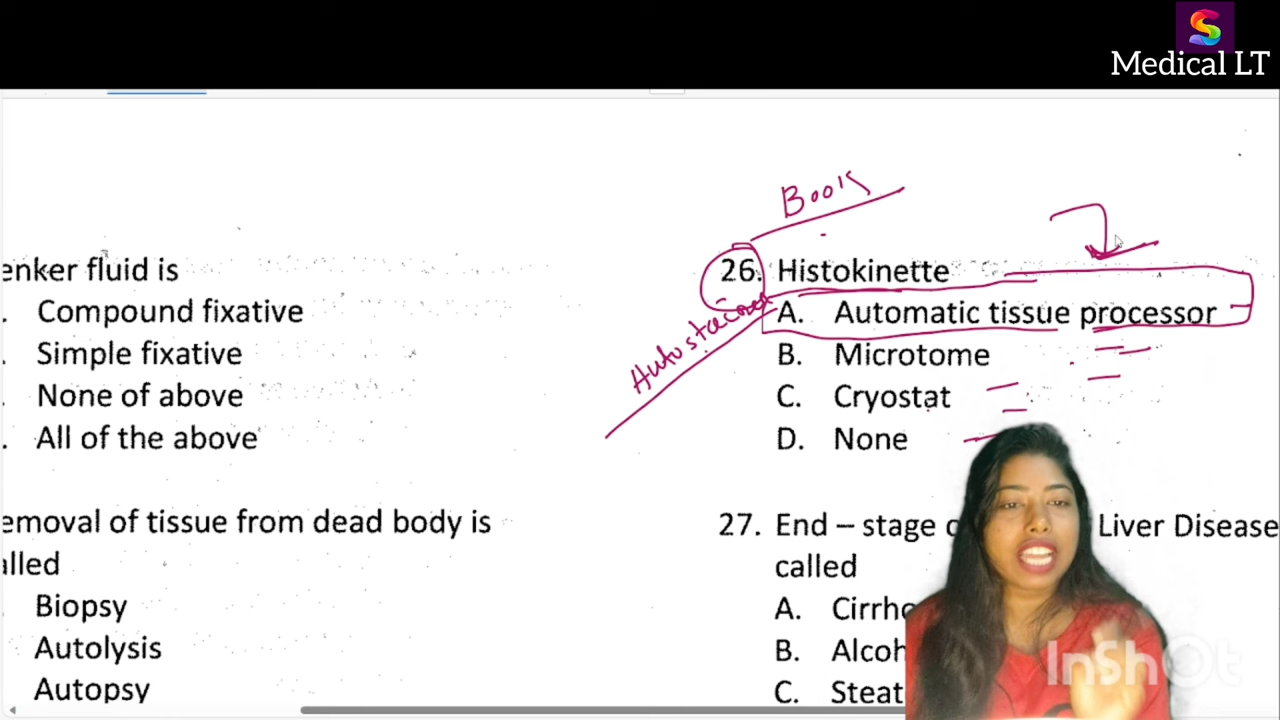 Medical LT
enker fluid is
. Compound fixative
. Simple fixative
. None of above
. All of the above
emoval of tissue from dead body is
alled
Biopsy
Autolysis
Autopsy
Book
Autostained
26. Histokinette
A. Automatic tissue processor
B. Microtome
C. Cryostat
D. None
27. End – stage o Liver Disease
called
A. Cirrho
B. Alcoh
C. Steat
InShOt